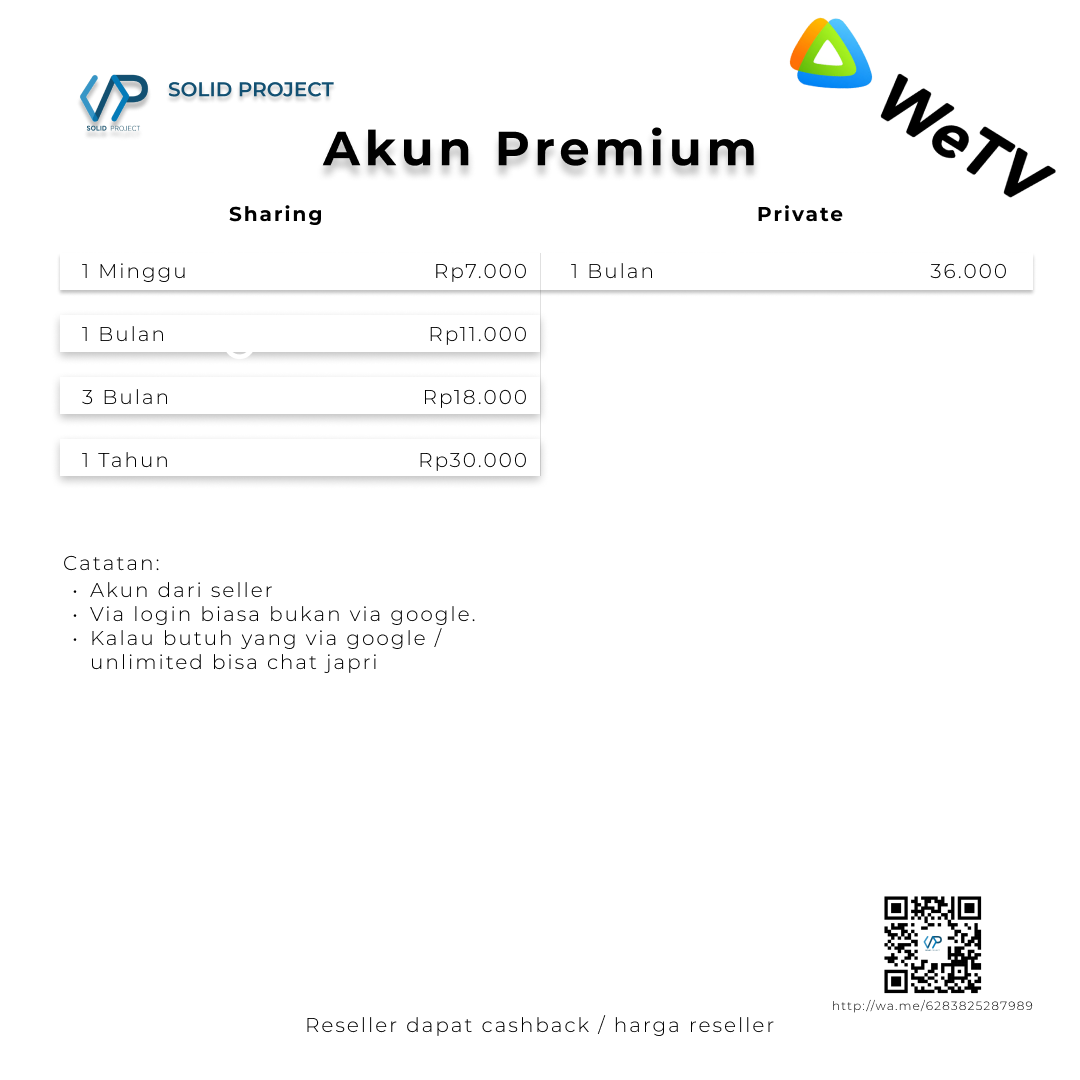 SOLID PROJECT
SOLID PROJECT
WeTV
Akun Premium
Sharing
1 Minggu Rp7.000
1 Bulan Rp11.000
3 Bulan Rp18.000
1 Tahun Rp30.000
Private
1 Bulan 36.000
Catatan:
• Akun dari seller
• Via login biasa bukan via google.
• Kalau butuh yang via google /
unlimited bisa chat japri
http://wa.me/6283825287989
Reseller dapat cashback / harga reseller